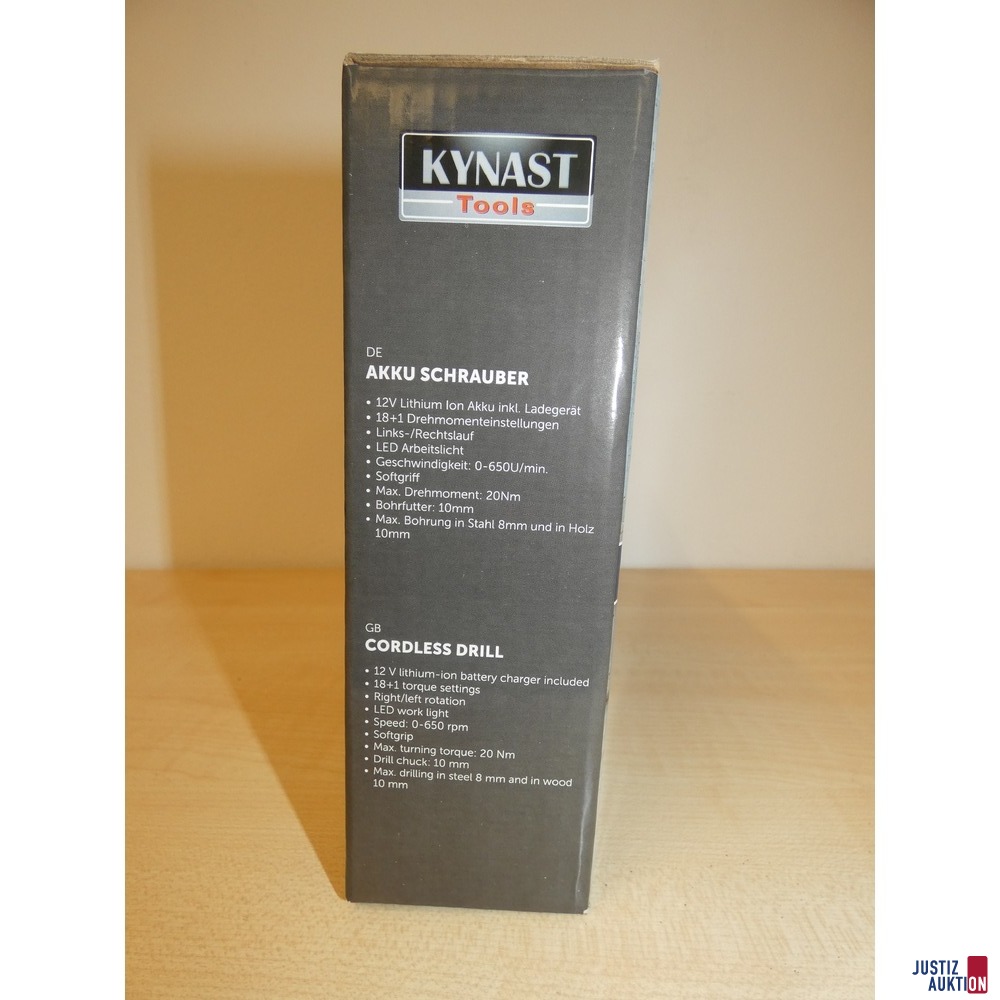 KYNAST
Tools
DE
AKKU SCHRAUBER
• 12V Lithium Ion Akku inkl. Ladegerät
• 18+1 Drehmomenteinstellungen
• Links-/Rechtslauf
• LED Arbeitslicht
• Geschwindigkeit: 0-650U/min.
• Softgriff
• Max. Drehmoment: 20Nm
• Bohrfutter: 10mm
• Max. Bohrung in Stahl 8mm und in Holz
10mm
GB
CORDLESS DRILL
• 12 V lithium-ion battery charger included
• 18+1 torque settings
• Right/left rotation
• LED work light
• Speed: 0-650 rpm
• Softgrip
• Max. turning torque: 20 Nm
• Drill chuck: 10 mm
• Max. drilling in steel 8 mm and in wood
10 mm
JUSTIZ
AUKTION